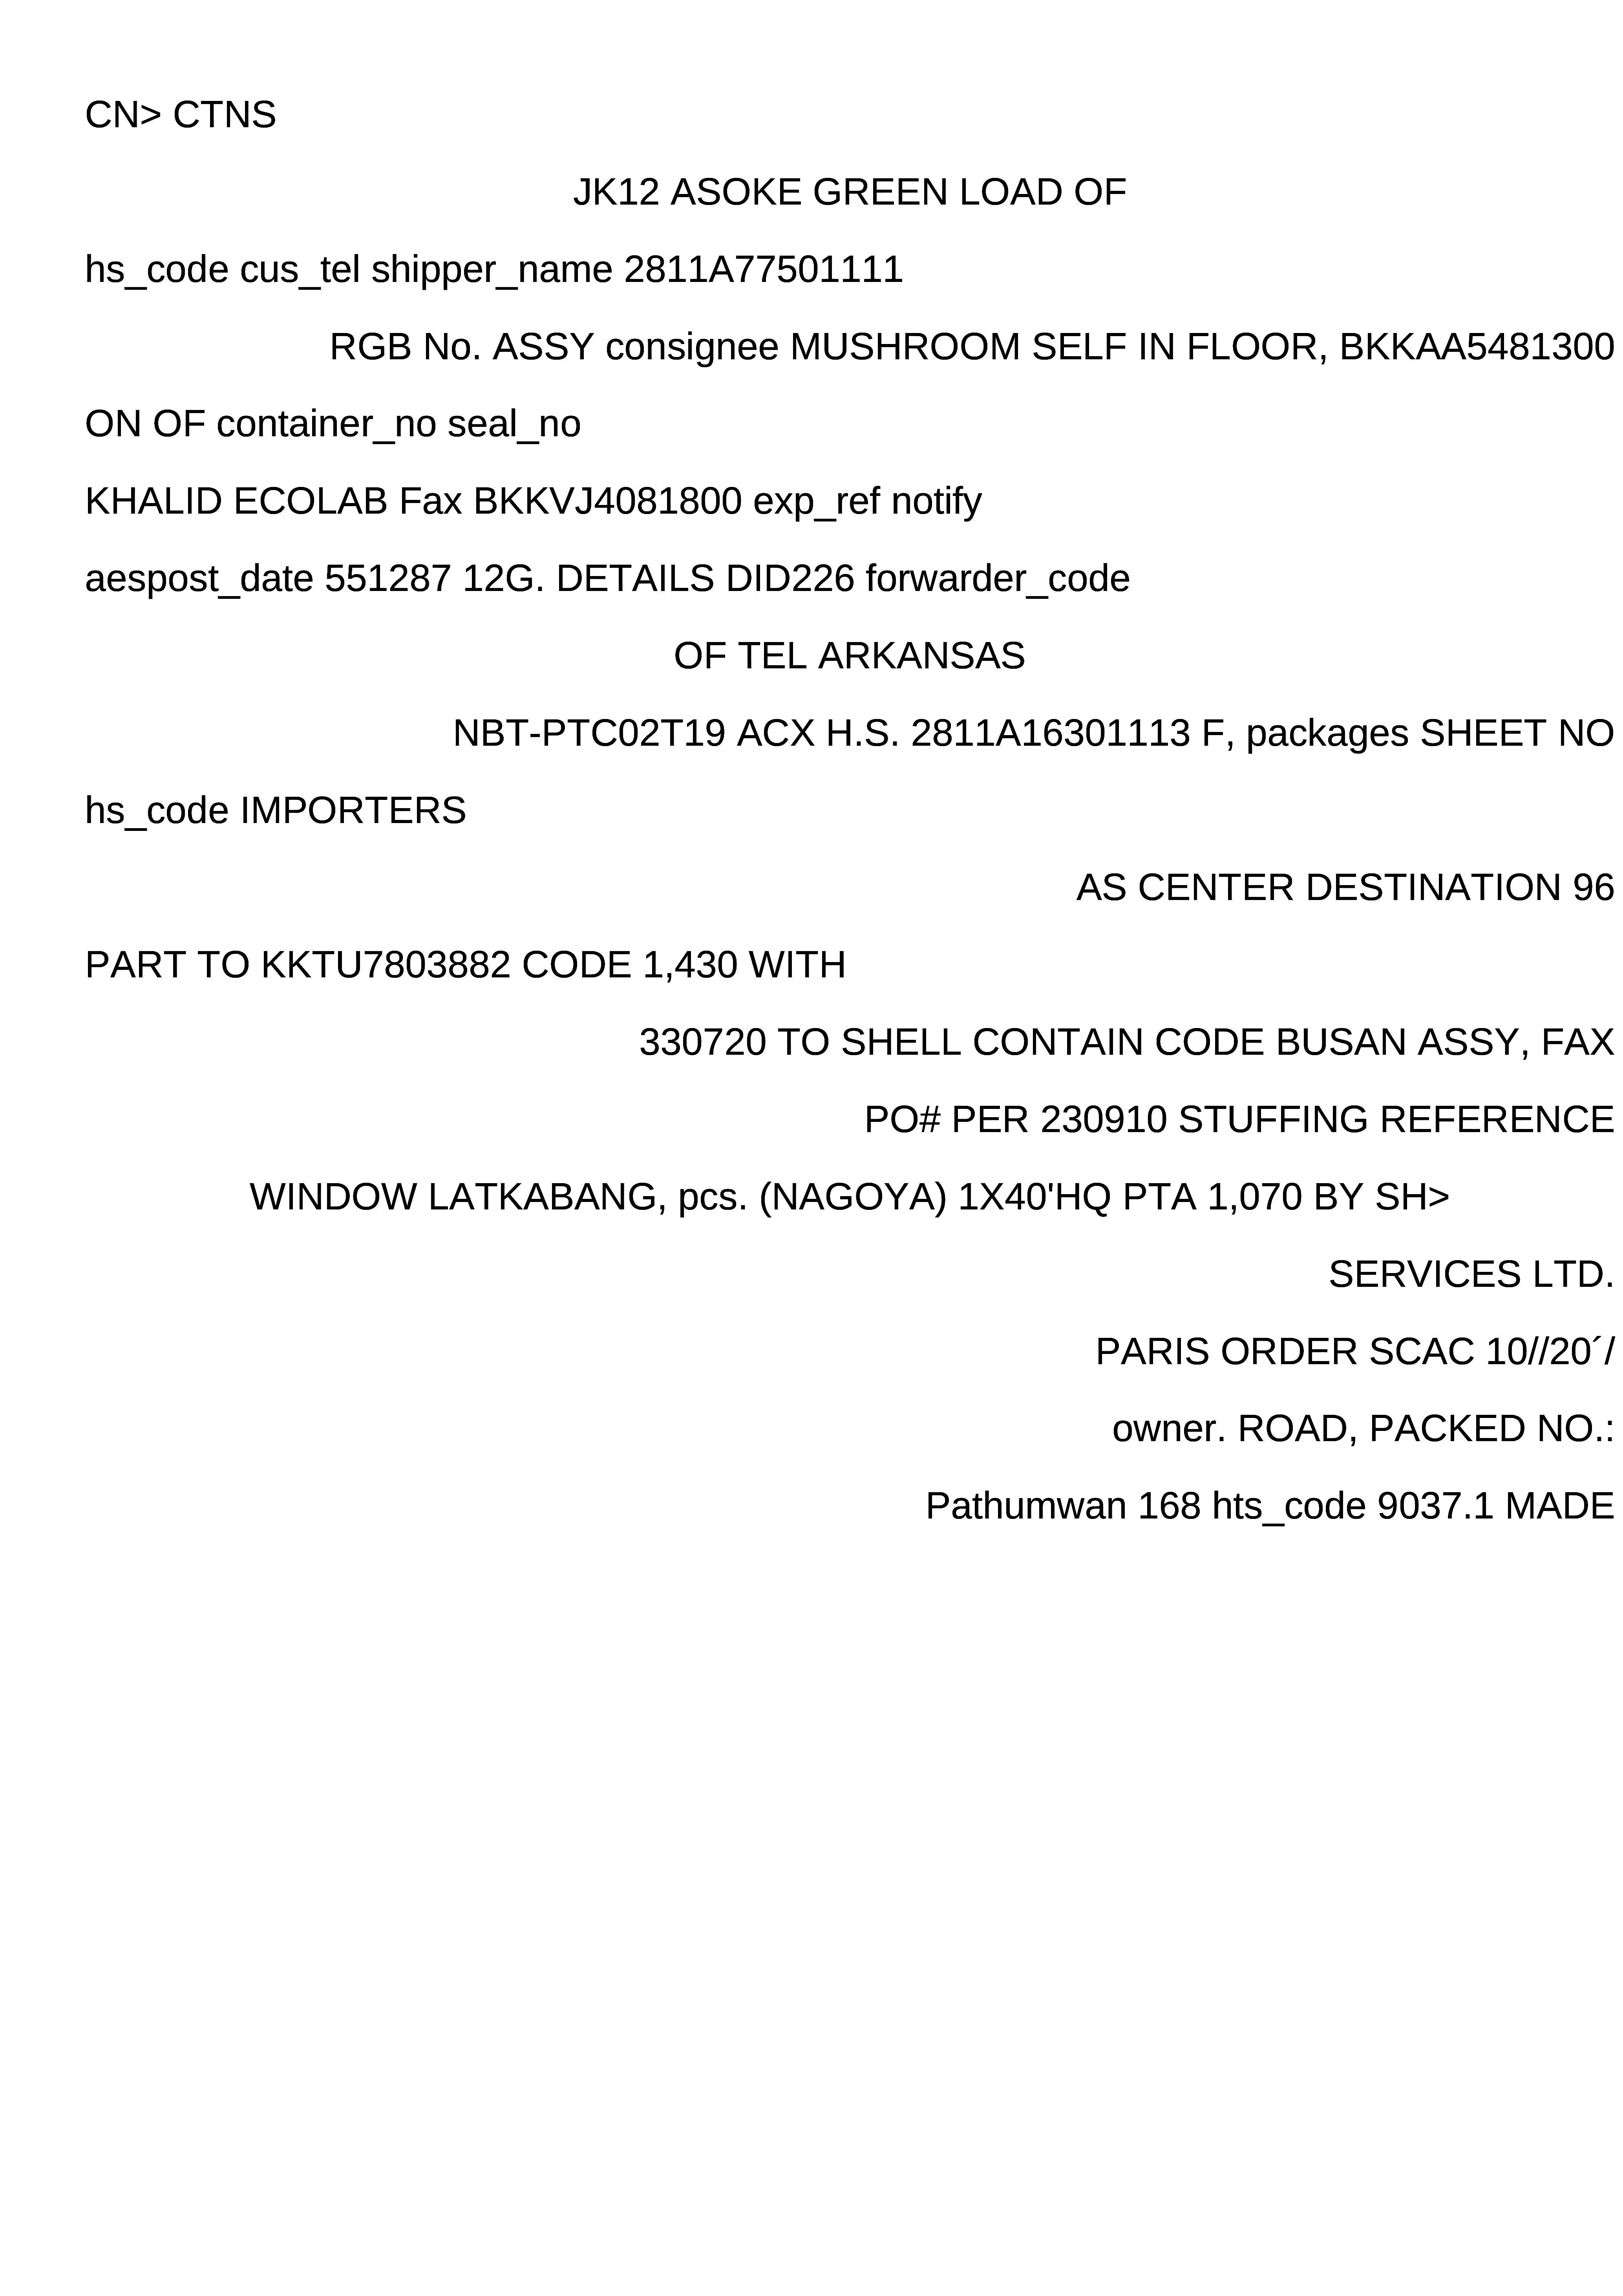 CN> CTNS
JK12 ASOKE GREEN LOAD OF
hs_code cus_tel shipper_name 2811A77501111
RGB No. ASSY consignee MUSHROOM SELF IN FLOOR, BKKAA5481300
ON OF container_no seal_no
KHALID ECOLAB Fax BKKVJ4081800 exp_ref notify
aespost_date 551287 12G. DETAILS DID226 forwarder_code
OF TEL ARKANSAS
NBT-PTC02T19 ACX H.S. 2811A16301113 F, packages SHEET NO
hs_code IMPORTERS
AS CENTER DESTINATION 96
PART TO KKTU7803882 CODE 1,430 WITH
330720 TO SHELL CONTAIN CODE BUSAN ASSY, FAX
PO# PER 230910 STUFFING REFERENCE
WINDOW LATKABANG, pcs. (NAGOYA) 1X40'HQ PTA 1,070 BY SH>
SERVICES LTD.
PARIS ORDER SCAC 10//20´/
owner. ROAD, PACKED NO.:
Pathumwan 168 hts_code 9037.1 MADE